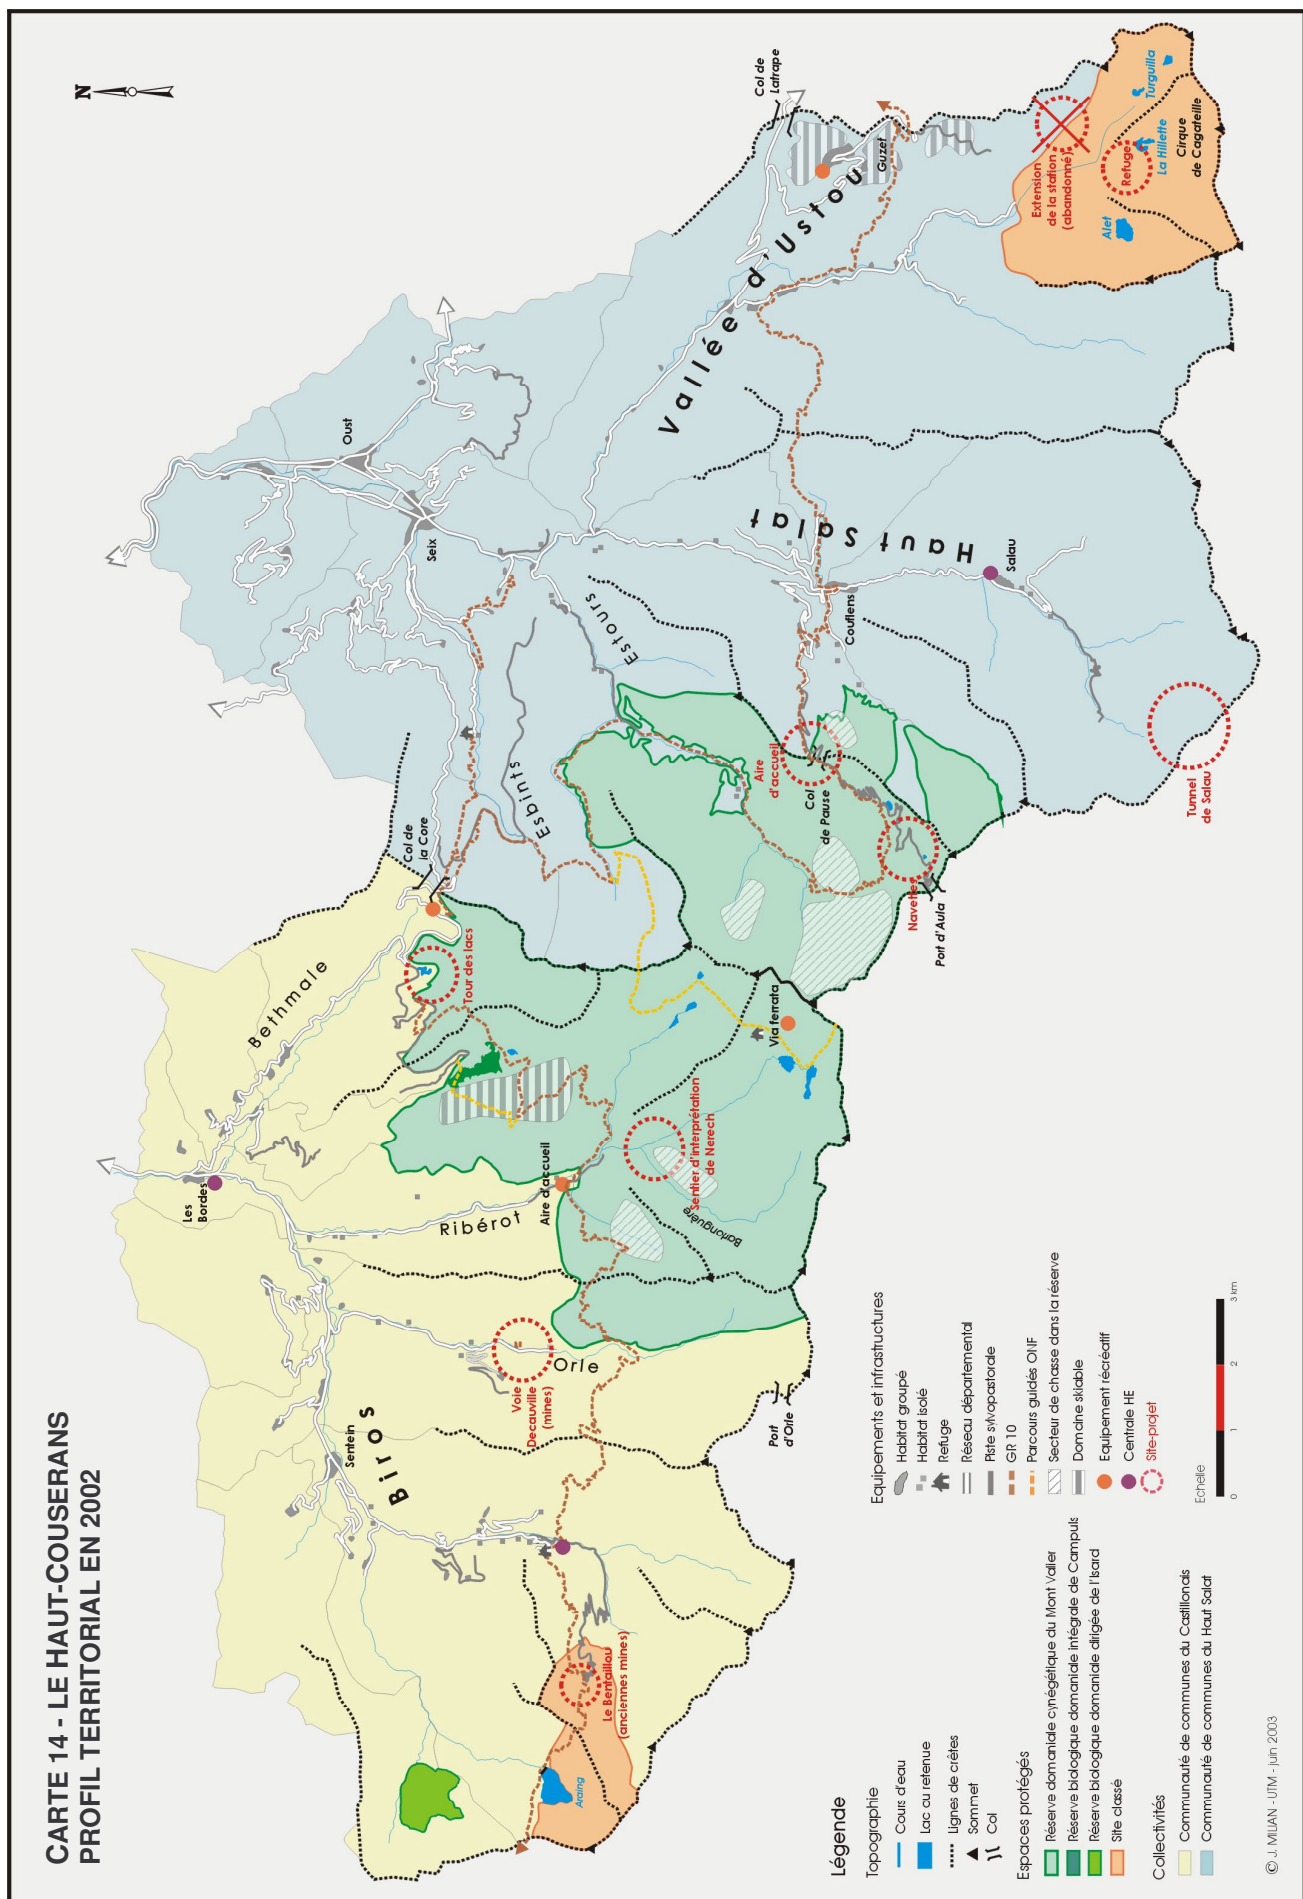 CARTE 14 - LE HAUT-COUSERANS
PROFIL TERRITORIAL EN 2002
N
Col de
Latrape
Guzet
Vallée d'Ustou
Extension
de la station
(abandonné)
Refuge
La Hillette
Turguilla
Cirque
de Cagateille
Alet
Oust
Seix
Haut Salat
Salau
Couflens
Estours
Esbints
Tunnel
de Salau
Aire
d'accueil
Col
de Pause
Navettes
Port d'Aula
Col de
la Core
Tour des lacs
Bethmale
Via ferrata
Sentier d'interprétation
de Nerech
Barlonguère
Les
Bordes
Aire d'accueil
Ribérot
Orle
Voie
Decauville
(mines)
Port
d'Orle
Sentein
Biros
Le Bentaillou
(anciennes mines)
Araing
Légende
Topographie
Cours d'eau
Lac ou retenue
Lignes de crêtes
Sommet
Col
Espaces protégés
Réserve domaniale cynégétique du Mont Valier
Réserve biologique domaniale intégrale de Campuls
Réserve biologique domaniale dirigée de l'Isard
Site classé
Collectivités
Communauté de communes du Castillonais
Communauté de communes du Haut Salat
Equipements et infrastructures
Habitat groupé
Habitat isolé
Refuge
Réseau départemental
Piste sylvopastorale
GR 10
Parcours guidés ONF
Secteur de chasse dans la réserve
Domaine skiable
Equipement récréatif
Centrale HE
Site-projet
Echelle
0 1 2 3 km
© J. MILIAN - UTM - juin 2003